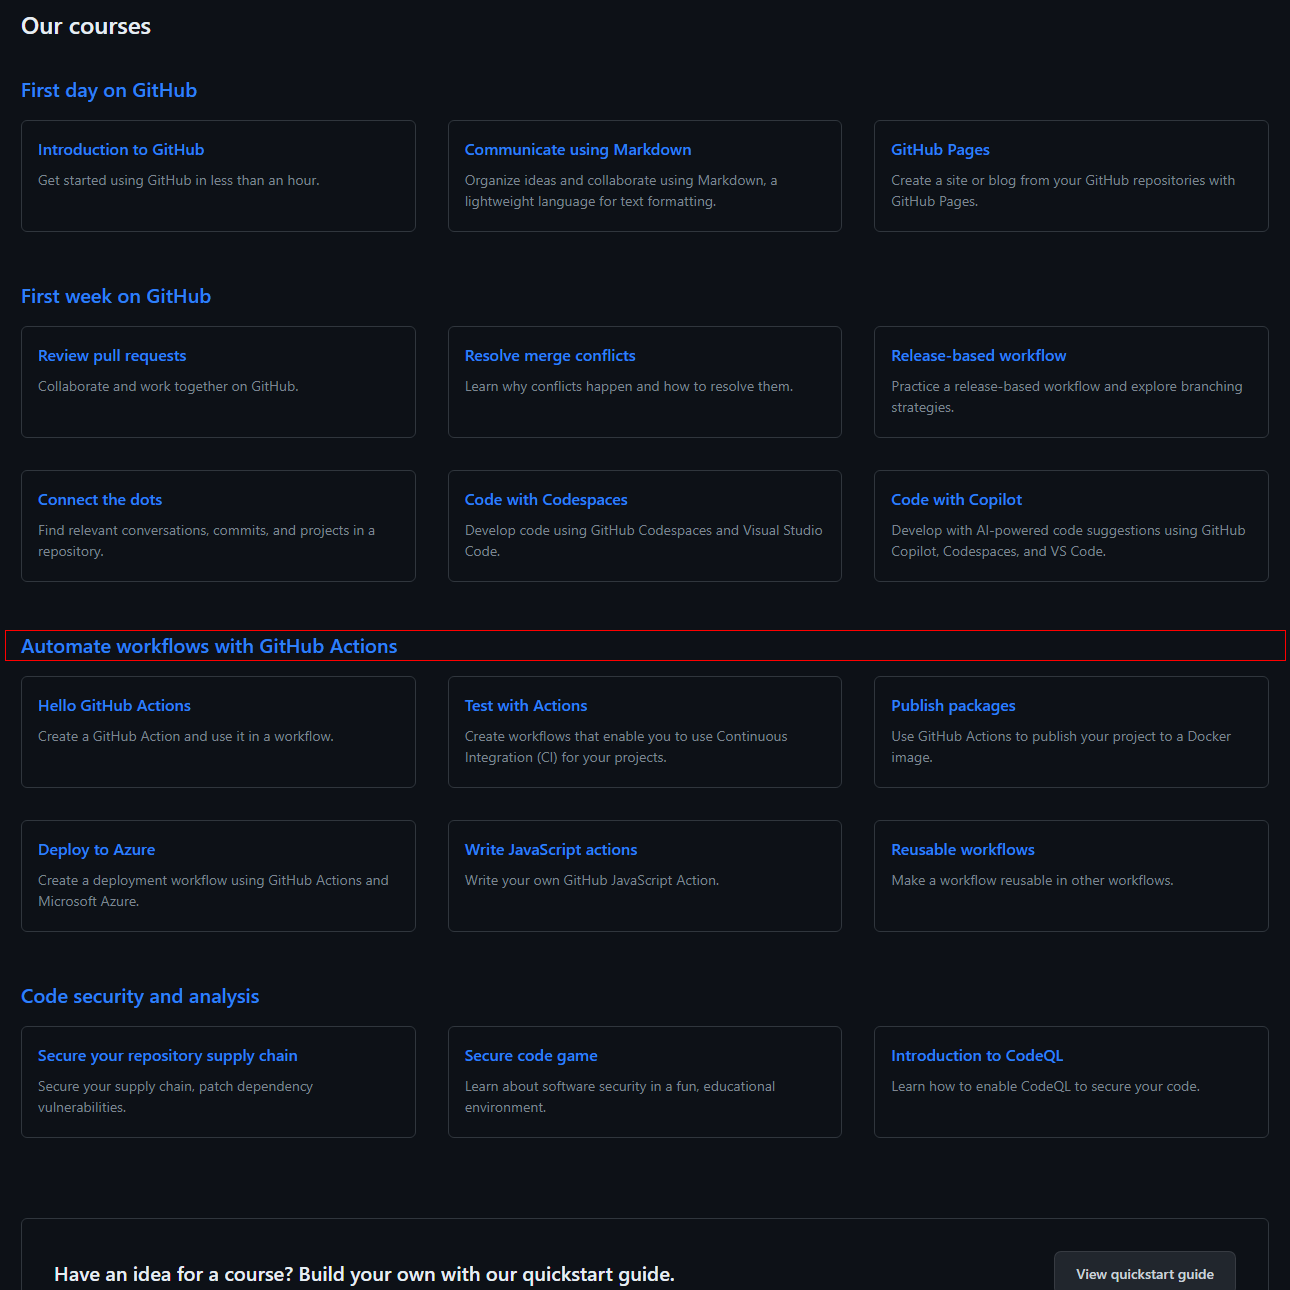 Our courses
First day on GitHub
Introduction to GitHub
Get started using GitHub in less than an hour.
Communicate using Markdown
Organize ideas and collaborate using Markdown, a
lightweight language for text formatting.
GitHub Pages
Create a site or blog from your GitHub repositories with
GitHub Pages.
First week on GitHub
Review pull requests
Collaborate and work together on GitHub.
Resolve merge conflicts
Learn why conflicts happen and how to resolve them.
Release-based workflow
Practice a release-based workflow and explore branching
strategies.
Connect the dots
Find relevant conversations, commits, and projects in a
repository.
Code with Codespaces
Develop code using GitHub Codespaces and Visual Studio
Code.
Code with Copilot
Develop with AI-powered code suggestions using GitHub
Copilot, Codespaces, and VS Code.
Automate workflows with GitHub Actions
Hello GitHub Actions
Create a GitHub Action and use it in a workflow.
Test with Actions
Create workflows that enable you to use Continuous
Integration (CI) for your projects.
Publish packages
Use GitHub Actions to publish your project to a Docker
image.
Deploy to Azure
Create a deployment workflow using GitHub Actions and
Microsoft Azure.
Write JavaScript actions
Write your own GitHub JavaScript Action.
Reusable workflows
Make a workflow reusable in other workflows.
Code security and analysis
Secure your repository supply chain
Secure your supply chain, patch dependency
vulnerabilities.
Secure code game
Learn about software security in a fun, educational
environment.
Introduction to CodeQL
Learn how to enable CodeQL to secure your code.
Have an idea for a course? Build your own with our quickstart guide.
View quickstart guide